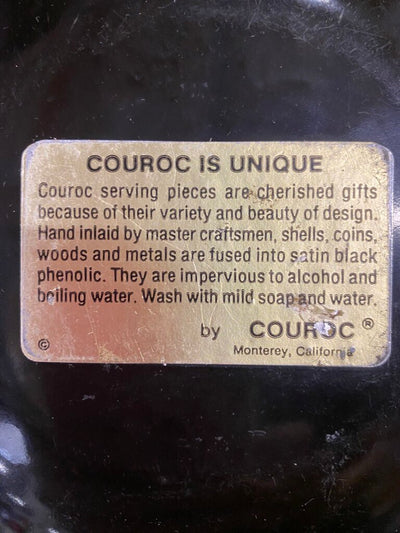 COUROC IS UNIQUE
Couroc serving pieces are cherished gifts
because of their variety and beauty of design.
Hand inlaid by master craftsmen, shells, coins,
woods and metals are fused into satin black
phenolic. They are impervious to alcohol and
boiling water. Wash with mild soap and water.
by COUROC ®
© Monterey, California